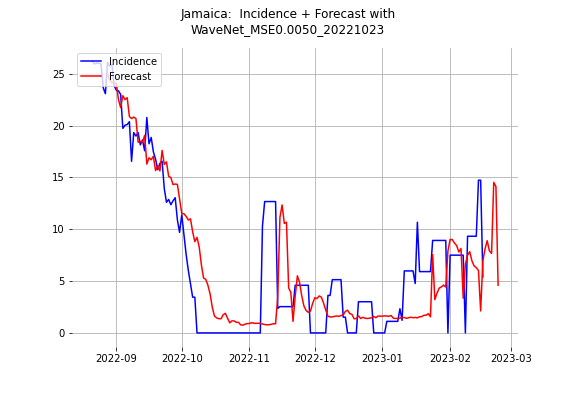 Jamaica:  Incidence + Forecast with
WaveNet_MSE0.0050_20221023
Incidence
Forecast
25
20
15
10
5
0
2022-09 2022-10 2022-11 2022-12 2023-01 2023-02 2023-03